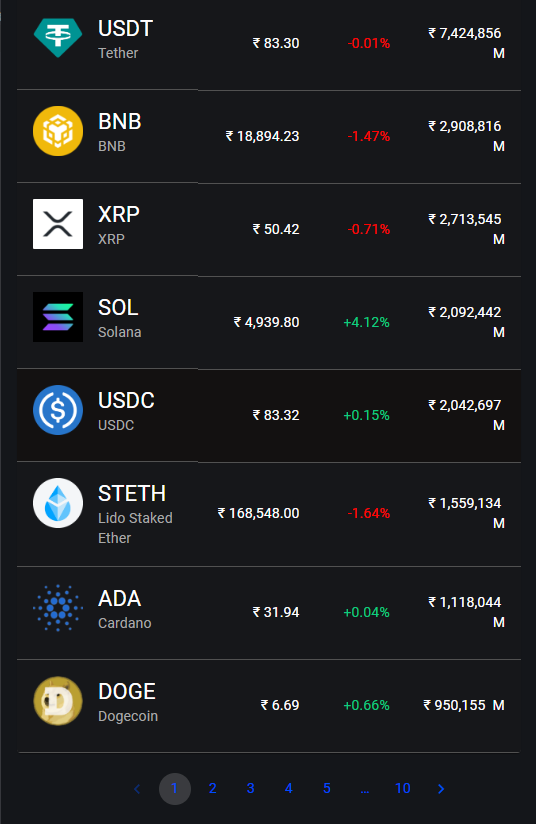 USDT
Tether
₹ 83.30
-0.01%
₹ 7,424,856
M
BNB
BNB
₹ 18,894.23
-1.47%
₹ 2,908,816
M
XRP
XRP
₹ 50.42
-0.71%
₹ 2,713,545
M
SOL
Solana
₹ 4,939.80
+4.12%
₹ 2,092,442
M
USDC
USDC
₹ 83.32
+0.15%
₹ 2,042,697
M
STETH
Lido Staked
Ether
₹ 168,548.00
-1.64%
₹ 1,559,134
M
ADA
Cardano
₹ 31.94
+0.04%
₹ 1,118,044
M
DOGE
Dogecoin
₹ 6.69
+0.66%
₹ 950,155 M
‹ 1 2 3 4 5 … 10 ›